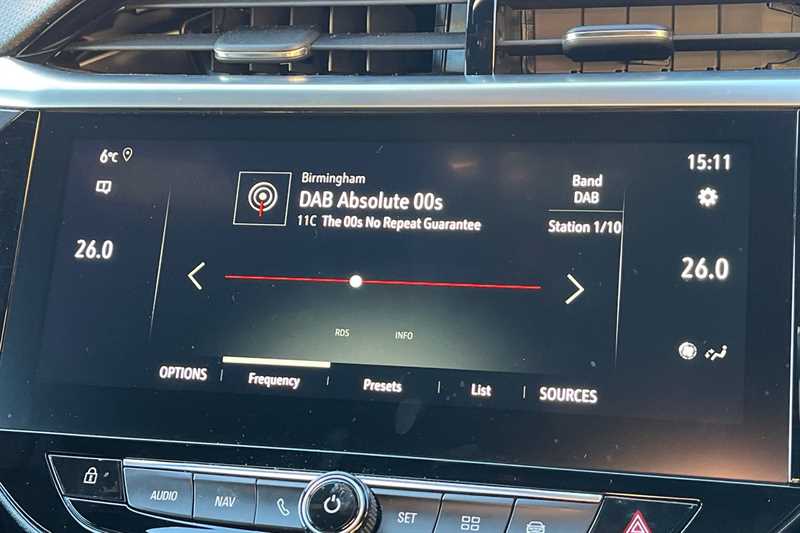 6°C
15:11
Birmingham
DAB Absolute 00s
11C The 00s No Repeat Guarantee
Band
DAB
Station 1/10
26.0
26.0
RDS
INFO
OPTIONS
Frequency
Presets
List
SOURCES
AUDIO
NAV
SET